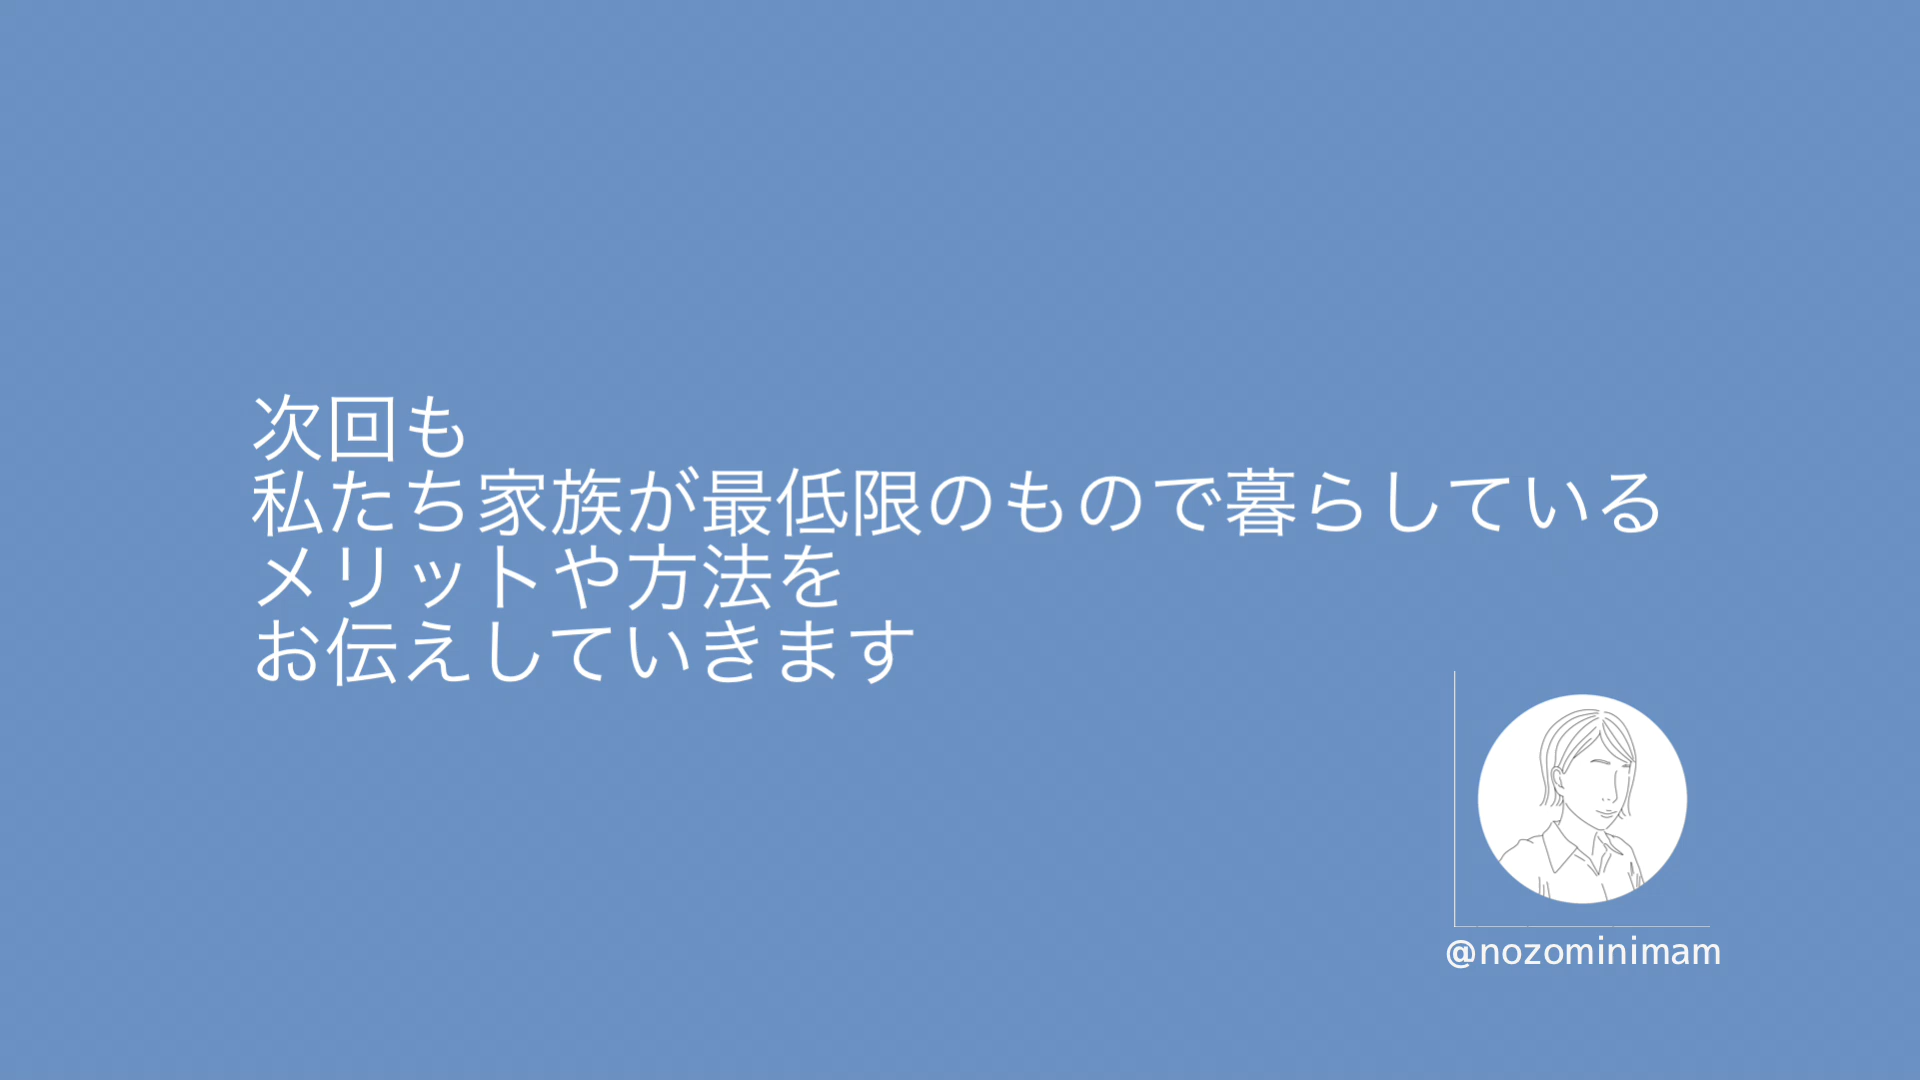 次回も
私たち家族が最低限のもので暮らしている
メリットや方法を
お伝えしていきます
@nozominimam